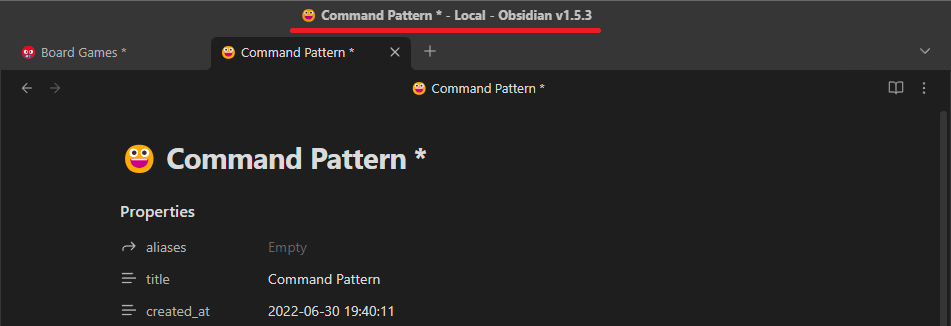 😀 Command Pattern * - Local - Obsidian v1.5.3
Board Games * 😀 Command Pattern *
😀 Command Pattern *
😀 Command Pattern *
Properties
aliases Empty
title Command Pattern
created_at 2022-06-30 19:40:11